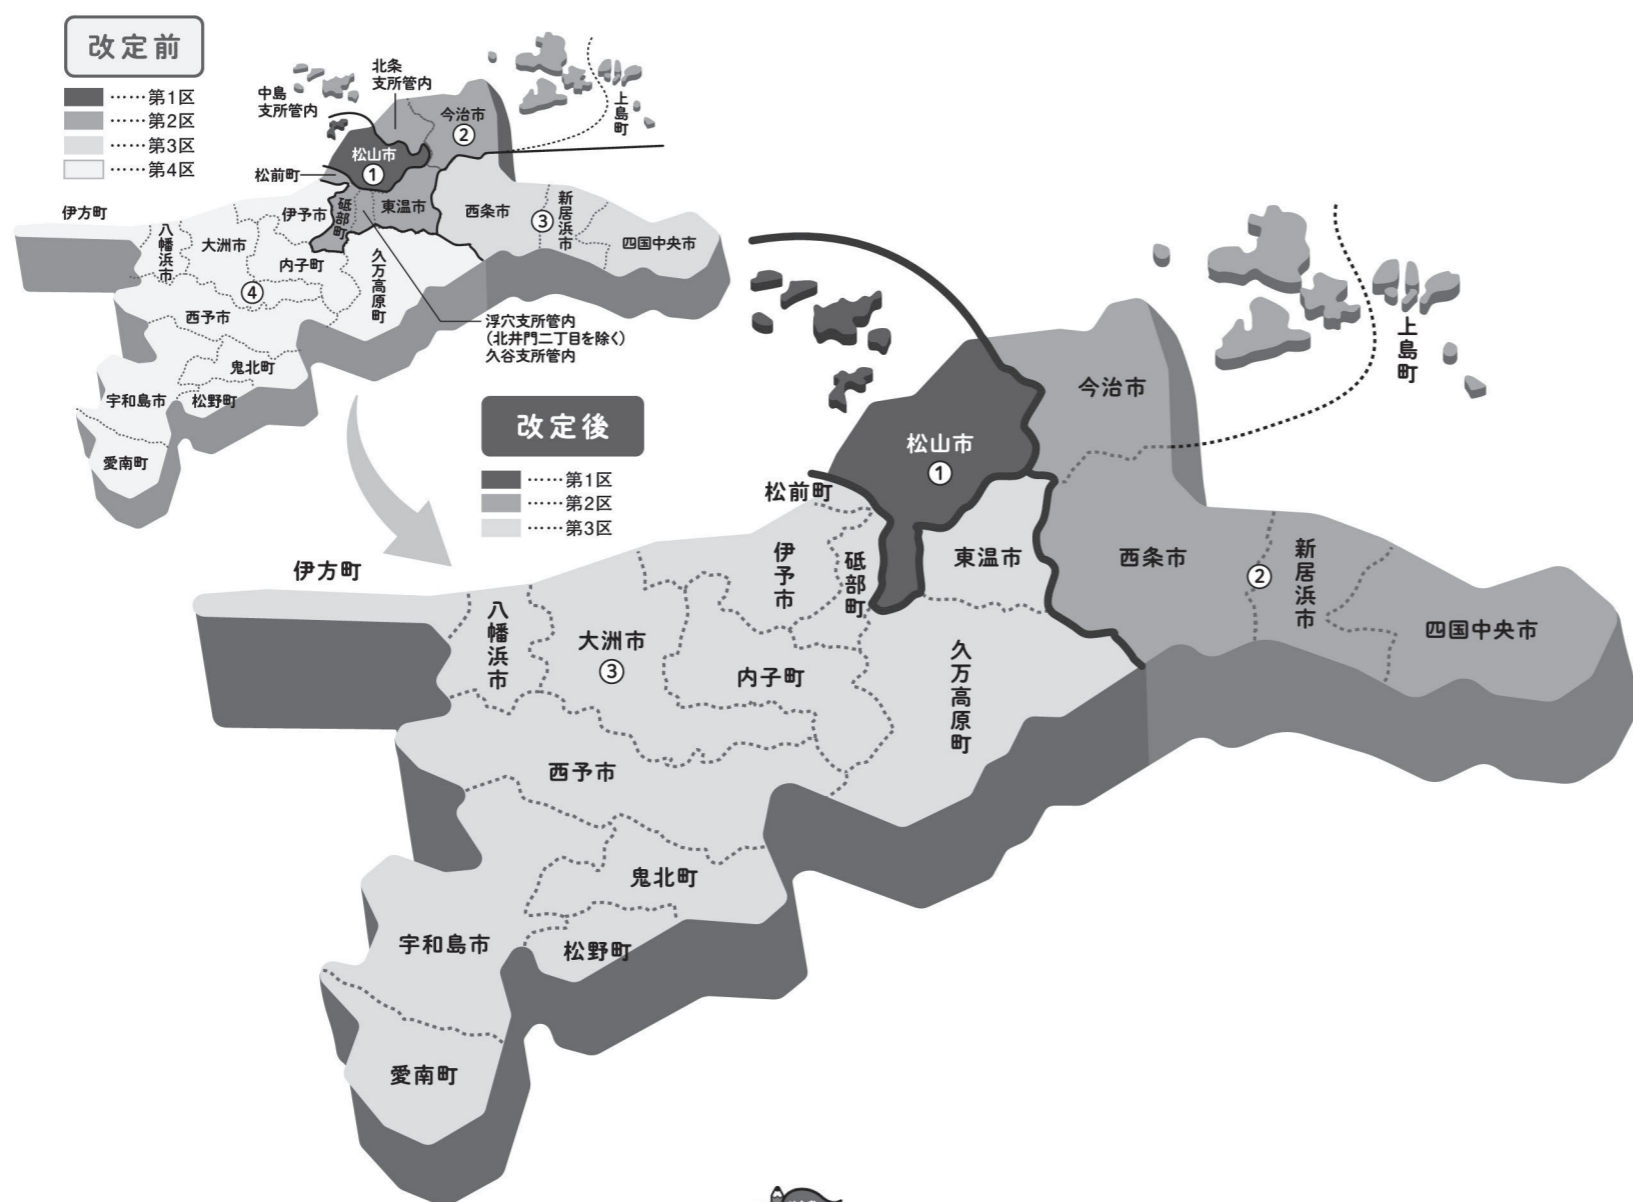 改定前
……第1区
……第2区
……第3区
……第4区
北条
支所管内
中島
支所管内
今治市
②
上島町
松山市
①
松前町
伊方町
八幡浜市
大洲市
伊予市
砥部町
東温市
西条市
新居浜市
③
四国中央市
内子町
久万高原町
④
西予市
浮穴支所管内
(北井門二丁目を除く)
久谷支所管内
鬼北町
宇和島市
松野町
愛南町
改定後
……第1区
……第2区
……第3区
上島町
今治市
松山市
①
松前町
伊方町
八幡浜市
大洲市
③
伊予市
砥部町
東温市
西条市
②
新居浜市
四国中央市
内子町
久万高原町
西予市
鬼北町
宇和島市
松野町
愛南町